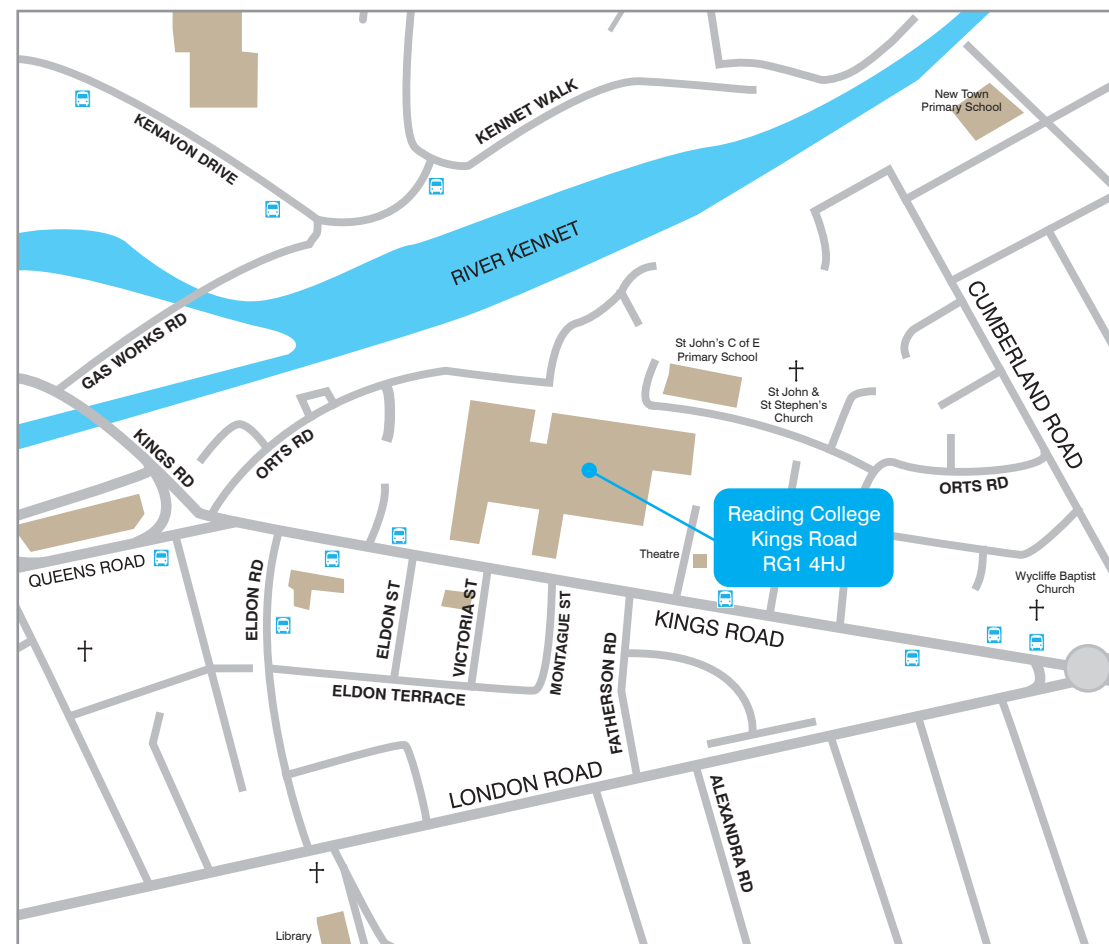 New Town
Primary School
KENNET WALK
KENAVON DRIVE
RIVER KENNET
CUMBERLAND ROAD
GAS WORKS RD
St John’s C of E
Primary School
St John &
St Stephen’s
Church
KINGS RD
ORTS RD
ORTS RD
Reading College
Kings Road
RG1 4HJ
Theatre
QUEENS ROAD
Wycliffe Baptist
Church
ELDON RD
ELDON ST
VICTORIA ST
MONTAGUE ST
KINGS ROAD
FATHERSON RD
ELDON TERRACE
LONDON ROAD
ALEXANDRA RD
Library